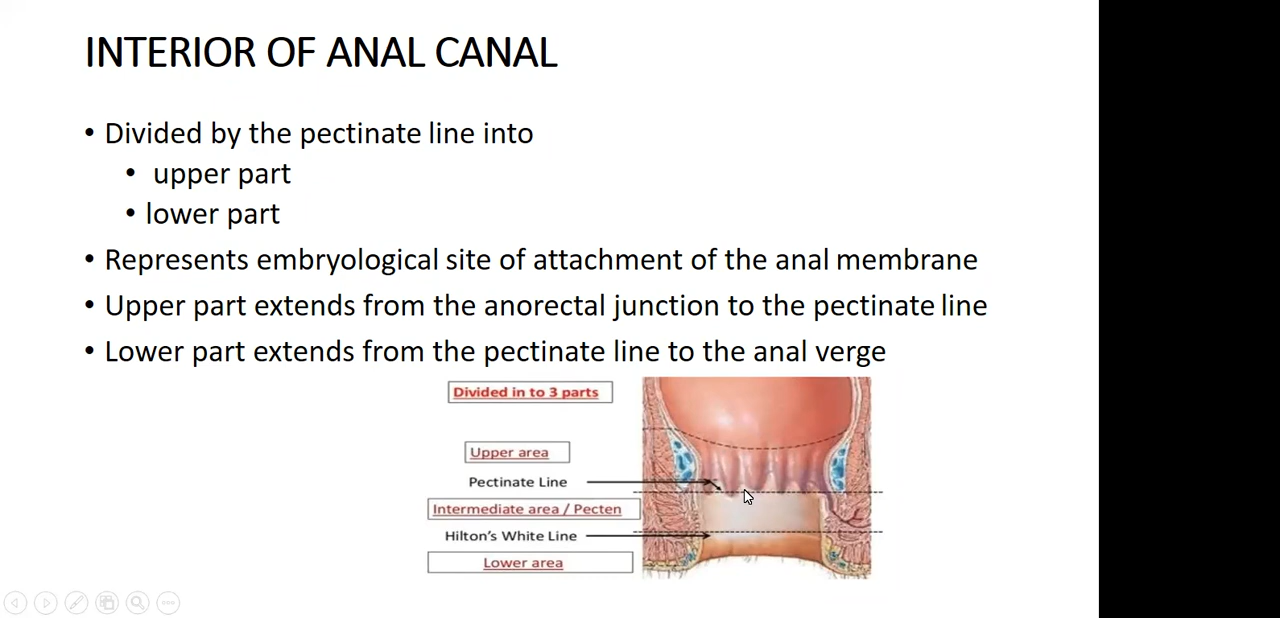 INTERIOR OF ANAL CANAL
• Divided by the pectinate line into
• upper part
• lower part
• Represents embryological site of attachment of the anal membrane
• Upper part extends from the anorectal junction to the pectinate line
• Lower part extends from the pectinate line to the anal verge
Divided in to 3 parts
Upper area
Pectinate Line
Intermediate area / Pecten
Hilton's White Line
Lower area